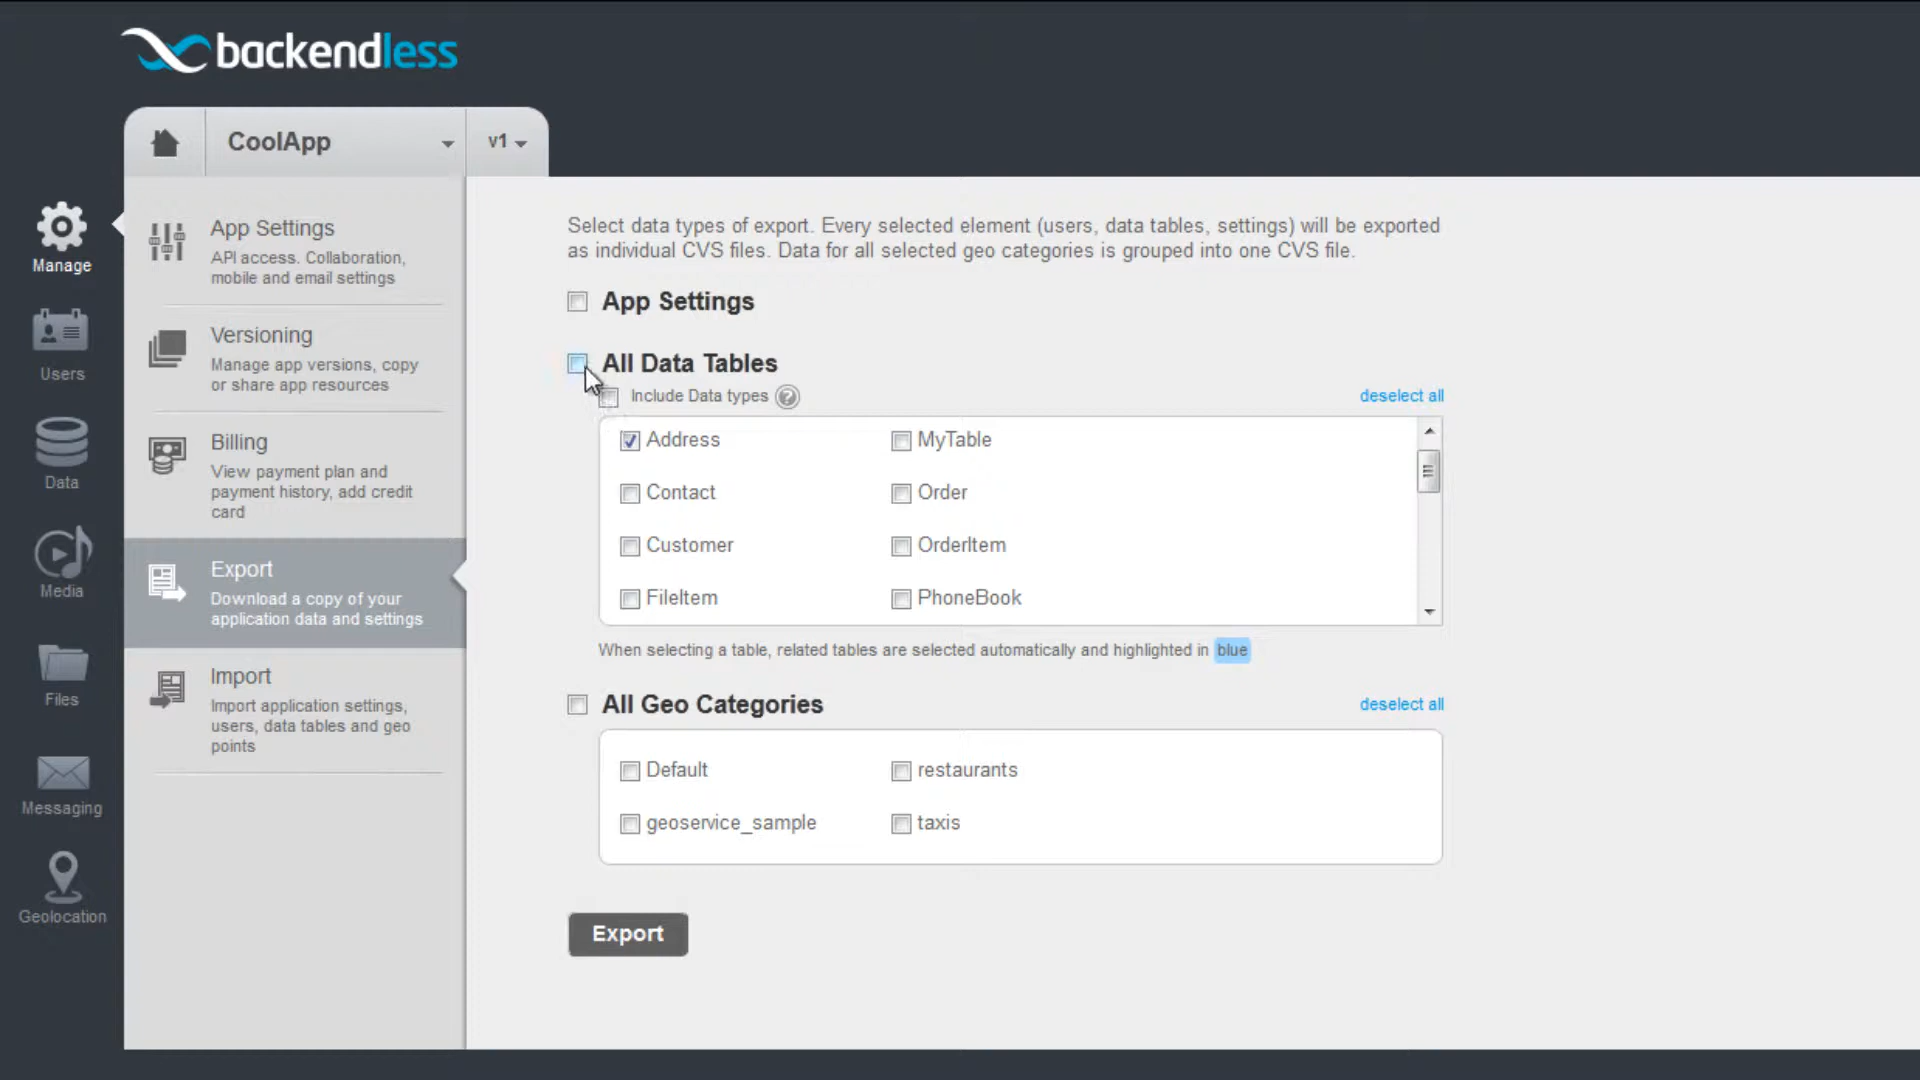 backendless
CoolApp
v1
Manage
Users
Data
Media
Files
Messaging
Geolocation
App Settings
API access. Collaboration,
mobile and email settings
Versioning
Manage app versions, copy
or share app resources
Billing
View payment plan and
payment history, add credit
card
Export
Download a copy of your
application data and settings
Import
Import application settings,
users, data tables and geo
points
Select data types of export. Every selected element (users, data tables, settings) will be exported
as individual CVS files. Data for all selected geo categories is grouped into one CVS file.
App Settings
All Data Tables
Include Data types ?
deselect all
Address
MyTable
Contact
Order
Customer
OrderItem
FileItem
PhoneBook
When selecting a table, related tables are selected automatically and highlighted in blue
All Geo Categories
deselect all
Default
restaurants
geoservice_sample
taxis
Export